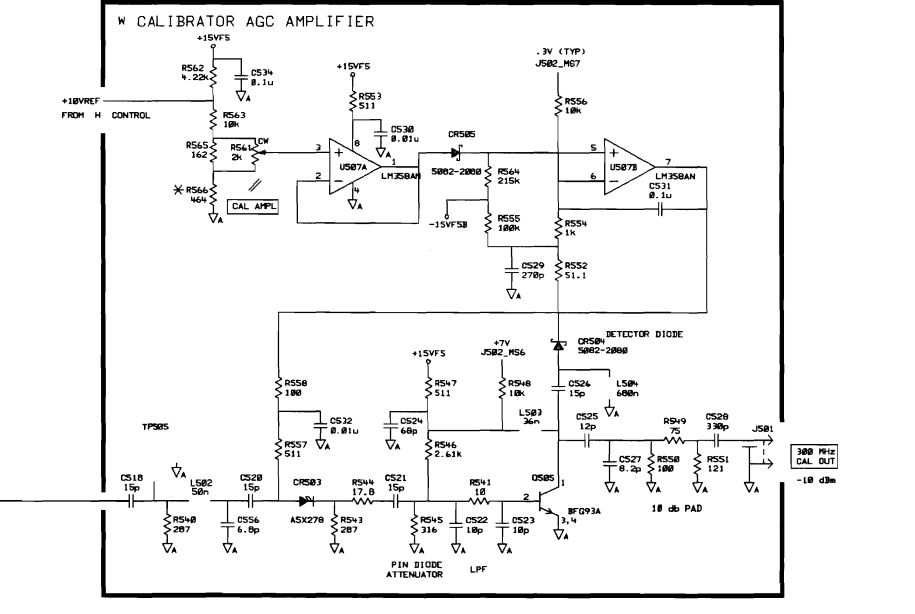 W CALIBRATOR AGC AMPLIFIER
+15VF5
R562
4.22k
C534
0.1u
A
+10VREF
FROM H CONTROL
R563
10k
R565
162
R561
2k
CW
* R566
464
A
CAL AMPL
+15VF5
R553
511
C530
0.01u
A
3
2
8
4
1
U507A
LM358AN
A
CR505
5082-2080
R564
215k
-15VF5B
R555
100k
C529
270p
A
.3V (TYP)
J502_MS7
R556
10k
5
6
7
U507B
LM358AN
C531
0.1u
R554
1k
R552
51.1
DETECTOR DIODE
CR504
5082-2080
+7V
J502_MS6
+15VF5
R547
511
R548
10k
C526
15p
L504
680n
A
R558
100
C532
0.01u
A
C524
68p
A
L503
36n
R557
511
R546
2.61k
C525
12p
R549
75
C528
330p
J501
300 MHz
CAL OUT
-10 dBm
C527
8.2p
A
R550
100
A
R551
121
A
A
10 db PAD
TP505
A
C518
15p
L502
50n
C520
15p
CR503
ASX278
R544
17.8
C521
15p
R541
10
Q505
1
2
3,4
BFQ93A
A
R540
287
A
C556
6.8p
A
R543
287
A
R545
316
A
C522
10p
A
C523
10p
A
PIN DIODE
ATTENUATOR
LPF